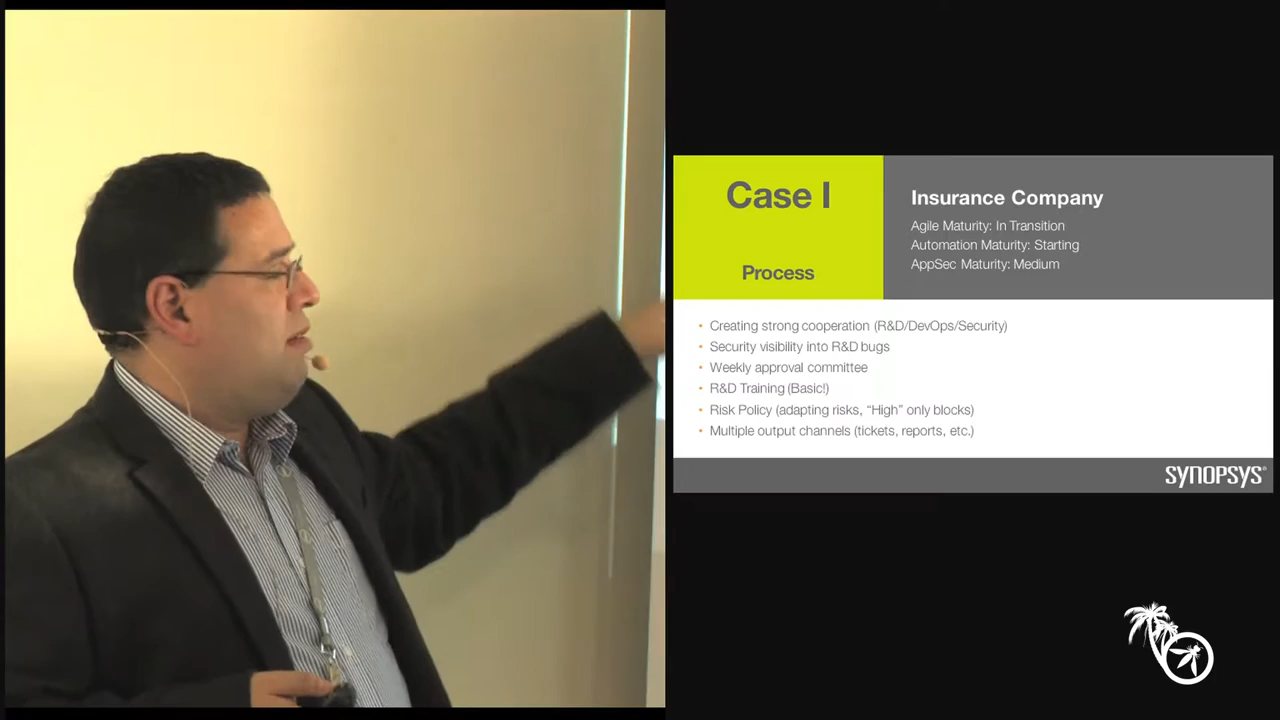 Case I
Process
Insurance Company
Agile Maturity: In Transition
Automation Maturity: Starting
AppSec Maturity: Medium
• Creating strong cooperation (R&D/DevOps/Security)
• Security visibility into R&D bugs
• Weekly approval committee
• R&D Training (Basic!)
• Risk Policy (adapting risks, “High” only blocks)
• Multiple output channels (tickets, reports, etc.)
SYNOPSYS®